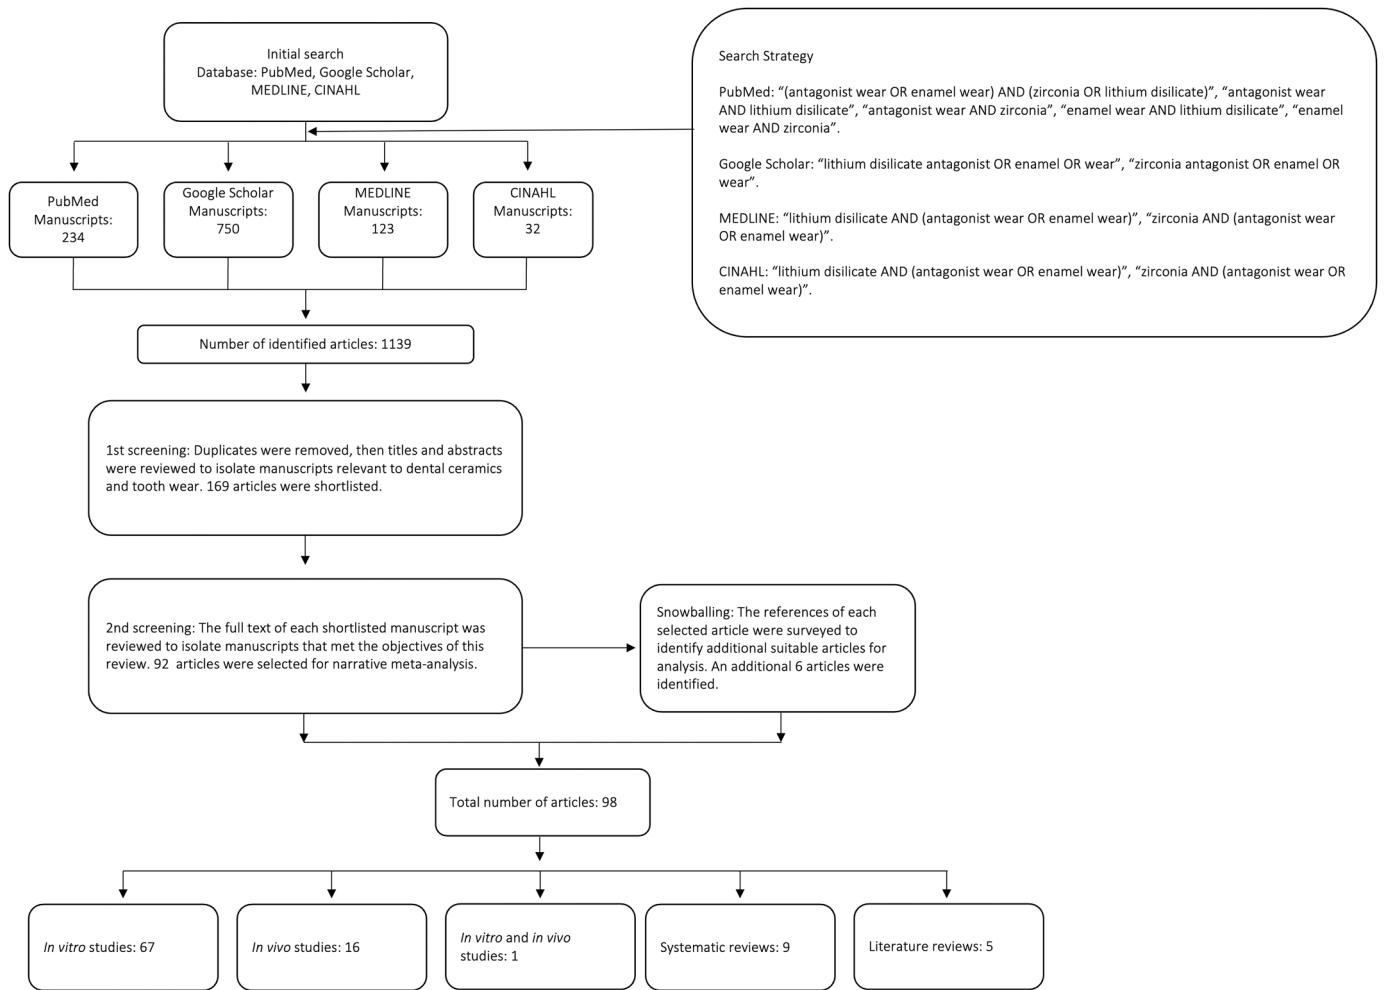 Initial search
Database: PubMed, Google Scholar,
MEDLINE, CINAHL
Search Strategy
PubMed: “(antagonist wear OR enamel wear) AND (zirconia OR lithium disilicate)”, “antagonist wear
AND lithium disilicate”, “antagonist wear AND zirconia”, “enamel wear AND lithium disilicate”, “enamel
wear AND zirconia”.
Google Scholar: “lithium disilicate antagonist OR enamel OR wear”, “zirconia antagonist OR enamel OR
wear”.
MEDLINE: “lithium disilicate AND (antagonist wear OR enamel wear)”, “zirconia AND (antagonist wear
OR enamel wear)”.
CINAHL: “lithium disilicate AND (antagonist wear OR enamel wear)”, “zirconia AND (antagonist wear OR
enamel wear)”.
PubMed
Manuscripts:
234
Google Scholar
Manuscripts:
750
MEDLINE
Manuscripts:
123
CINAHL
Manuscripts:
32
Number of identified articles: 1139
1st screening: Duplicates were removed, then titles and abstracts
were reviewed to isolate manuscripts relevant to dental ceramics
and tooth wear. 169 articles were shortlisted.
2nd screening: The full text of each shortlisted manuscript was
reviewed to isolate manuscripts that met the objectives of this
review. 92 articles were selected for narrative meta-analysis.
Snowballing: The references of each
selected article were surveyed to
identify additional suitable articles for
analysis. An additional 6 articles were
identified.
Total number of articles: 98
In vitro studies: 67
In vivo studies: 16
In vitro and in vivo
studies: 1
Systematic reviews: 9
Literature reviews: 5